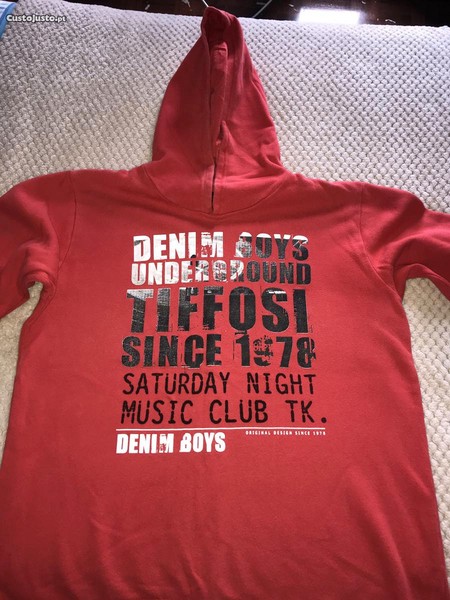 CustoJusto.pt
DENIM BOYS
UNDERGROUND
TIFFOSI
SINCE 1978
SATURDAY NIGHT
MUSIC CLUB TK.
DENIM BOYS
ORIGINAL DESIGN SINCE 1978